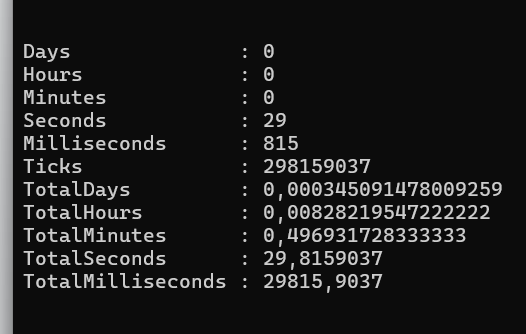 Days              : 0
Hours             : 0
Minutes           : 0
Seconds           : 29
Milliseconds      : 815
Ticks             : 298159037
TotalDays         : 0,000345091478009259
TotalHours        : 0,00828219547222222
TotalMinutes      : 0,496931728333333
TotalSeconds      : 29,8159037
TotalMilliseconds : 29815,9037